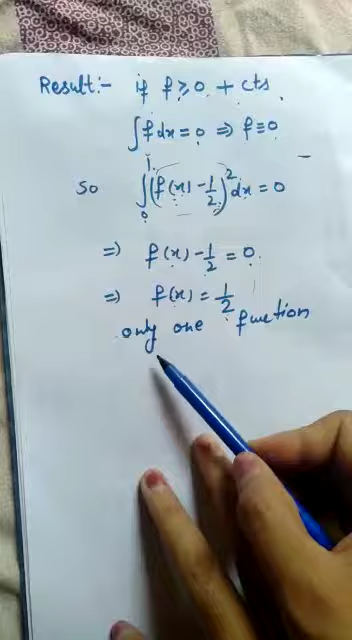 Result:- if f ≥ 0 + cts.
∫ f dx = 0 ⇒ f ≡ 0
So ∫₀¹ (f(x) - 1/2)² dx = 0
⇒ f(x) - 1/2 = 0.
⇒ f(x) = 1/2.
only one function